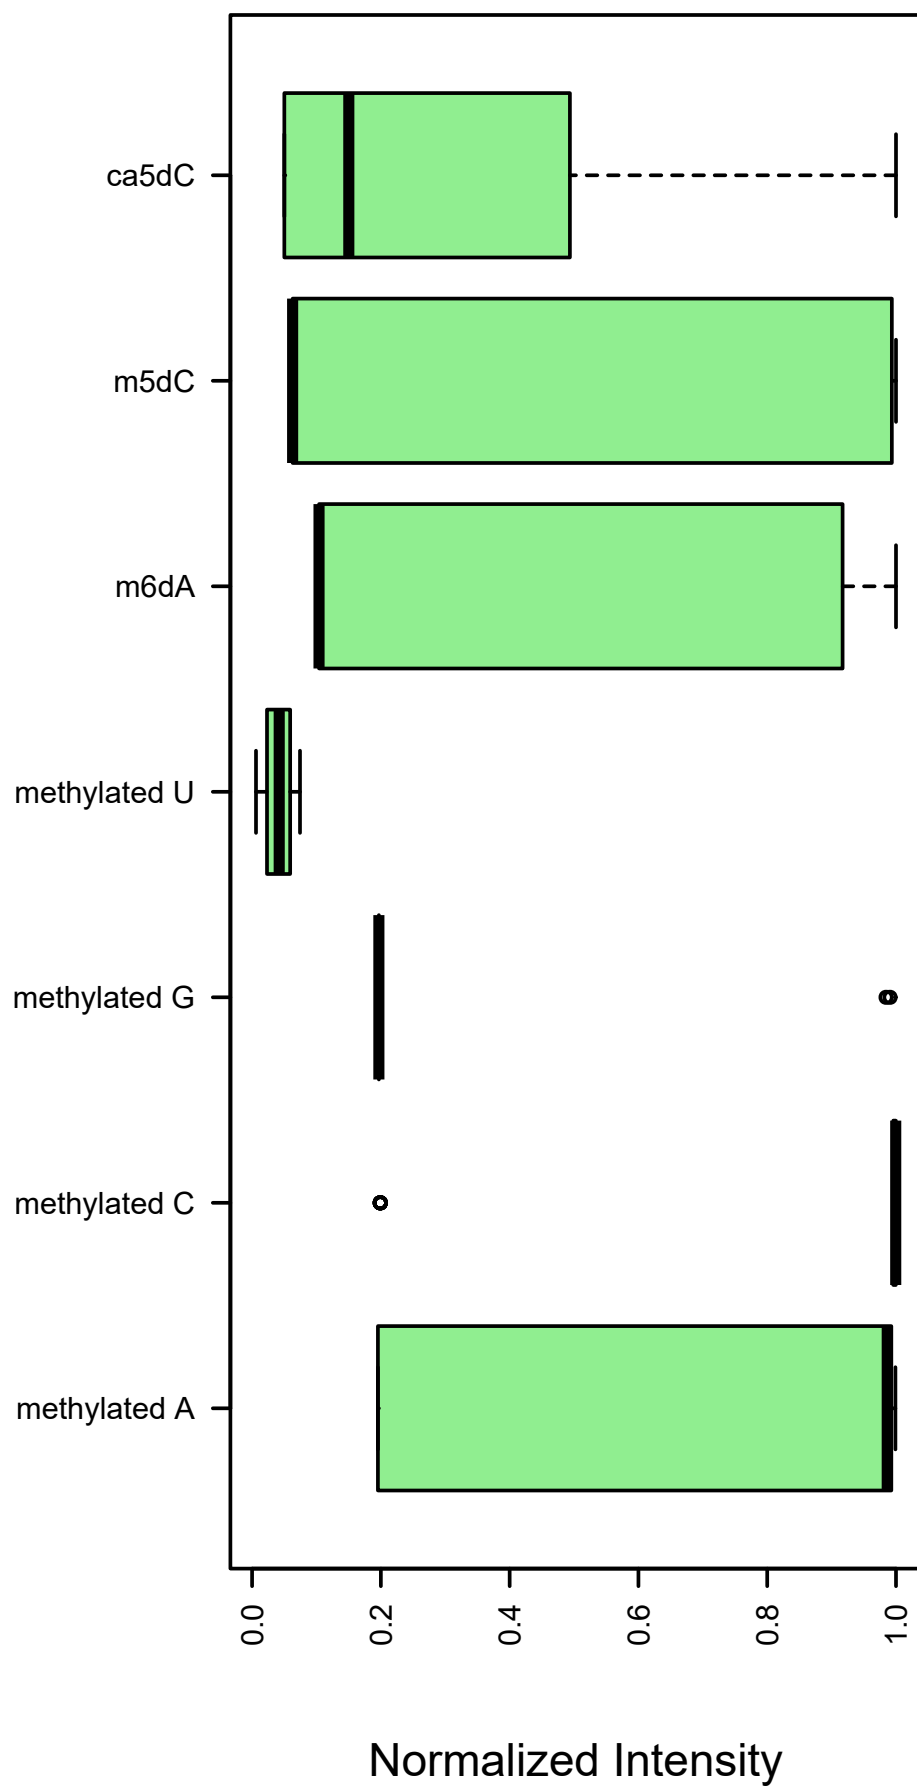 ca5dC
m5dC
m6dA
methylated U
methylated G
methylated C
methylated A
0.0 0.2 0.4 0.6 0.8 1.0
Normalized Intensity